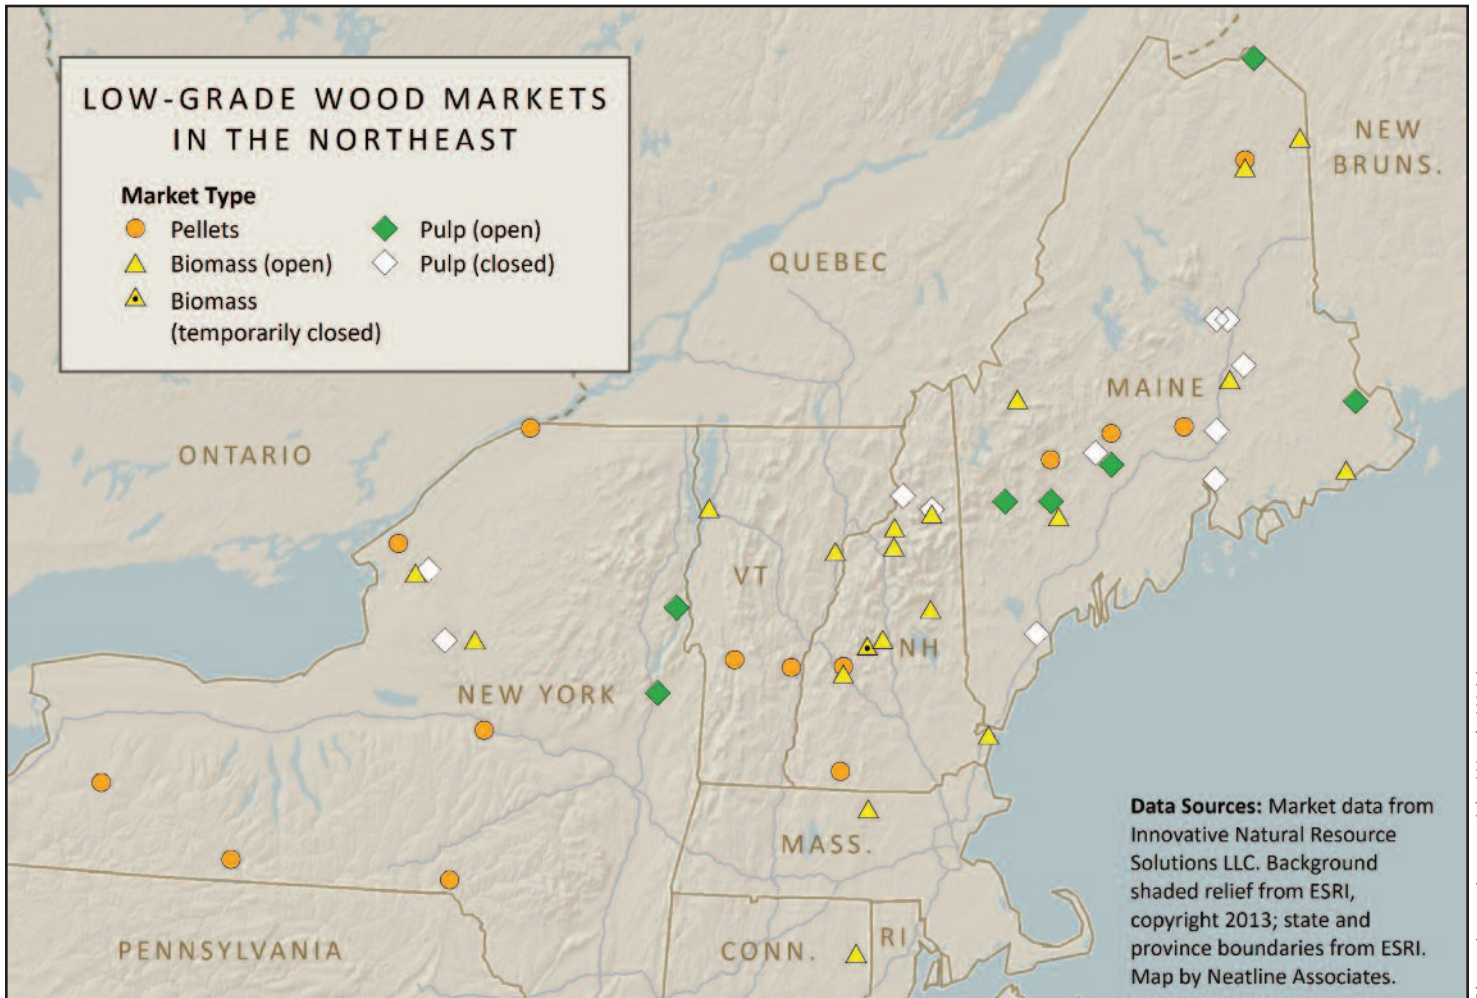 LOW-GRADE WOOD MARKETS
IN THE NORTHEAST
Market Type
Pellets
Biomass (open)
Biomass
(temporarily closed)
Pulp (open)
Pulp (closed)
NEW
BRUNS.
QUEBEC
MAINE
ONTARIO
VT
NH
NEW YORK
MASS.
PENNSYLVANIA
CONN.
RI
Data Sources: Market data from
Innovative Natural Resource
Solutions LLC. Background
shaded relief from ESRI,
copyright 2013; state and
province boundaries from ESRI.
Map by Neatline Associates.